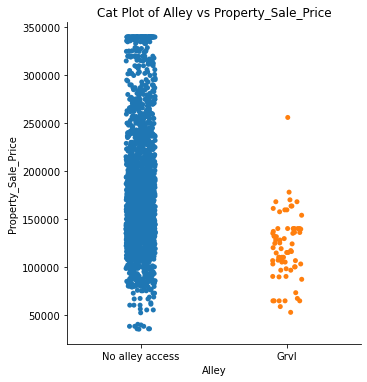 Cat Plot of Alley vs Property_Sale_Price
350000
300000
250000
200000
150000
100000
50000
Property_Sale_Price
No alley access
Grvl
Alley